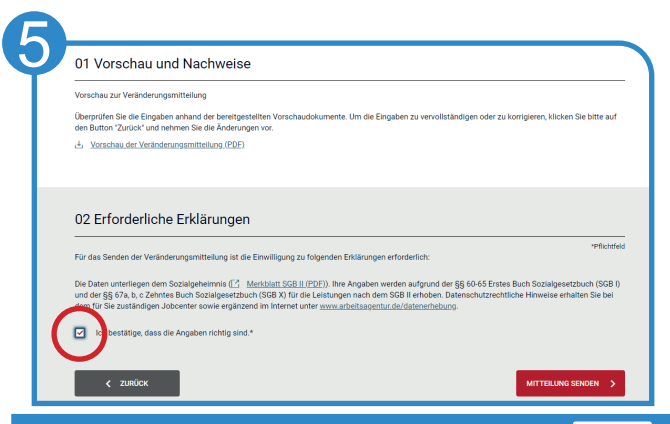 5
01 Vorschau und Nachweise
Vorschau zur Veränderungsmitteilung
Überprüfen Sie die Eingaben anhand der bereitgestellten Vorschaudokumente. Um die Eingaben zu vervollständigen oder zu korrigieren, klicken Sie bitte auf
den Button "Zurück" und nehmen Sie die Änderungen vor.
Vorschau der Veränderungsmitteilung (PDF)
02 Erforderliche Erklärungen
*Pflichtfeld
Für das Senden der Veränderungsmitteilung ist die Einwilligung zu folgenden Erklärungen erforderlich:
Die Daten unterliegen dem Sozialgeheimnis ( Merkblatt SGB II (PDF)). Ihre Angaben werden aufgrund der §§ 60-65 Erstes Buch Sozialgesetzbuch (SGB I)
und der §§ 67a, b, c Zehntes Buch Sozialgesetzbuch (SGB X) für die Leistungen nach dem SGB II erhoben. Datenschutzrechtliche Hinweise erhalten Sie bei
dem für Sie zuständigen Jobcenter sowie ergänzend im Internet unter www.arbeitsagentur.de/datenerhebung.
Ich bestätige, dass die Angaben richtig sind.*
ZURÜCK
MITTEILUNG SENDEN